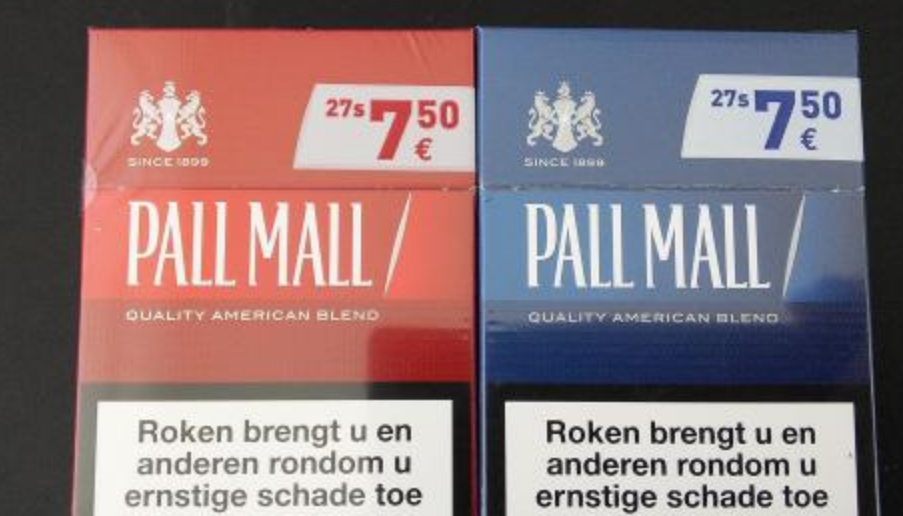 27s 7 50 €
SINCE 1899
PALL MALL
QUALITY AMERICAN BLEND
Roken brengt u en
anderen rondom u
ernstige schade toe
27s 7 50 €
SINCE 1899
PALL MALL
QUALITY AMERICAN BLEND
Roken brengt u en
anderen rondom u
ernstige schade toe